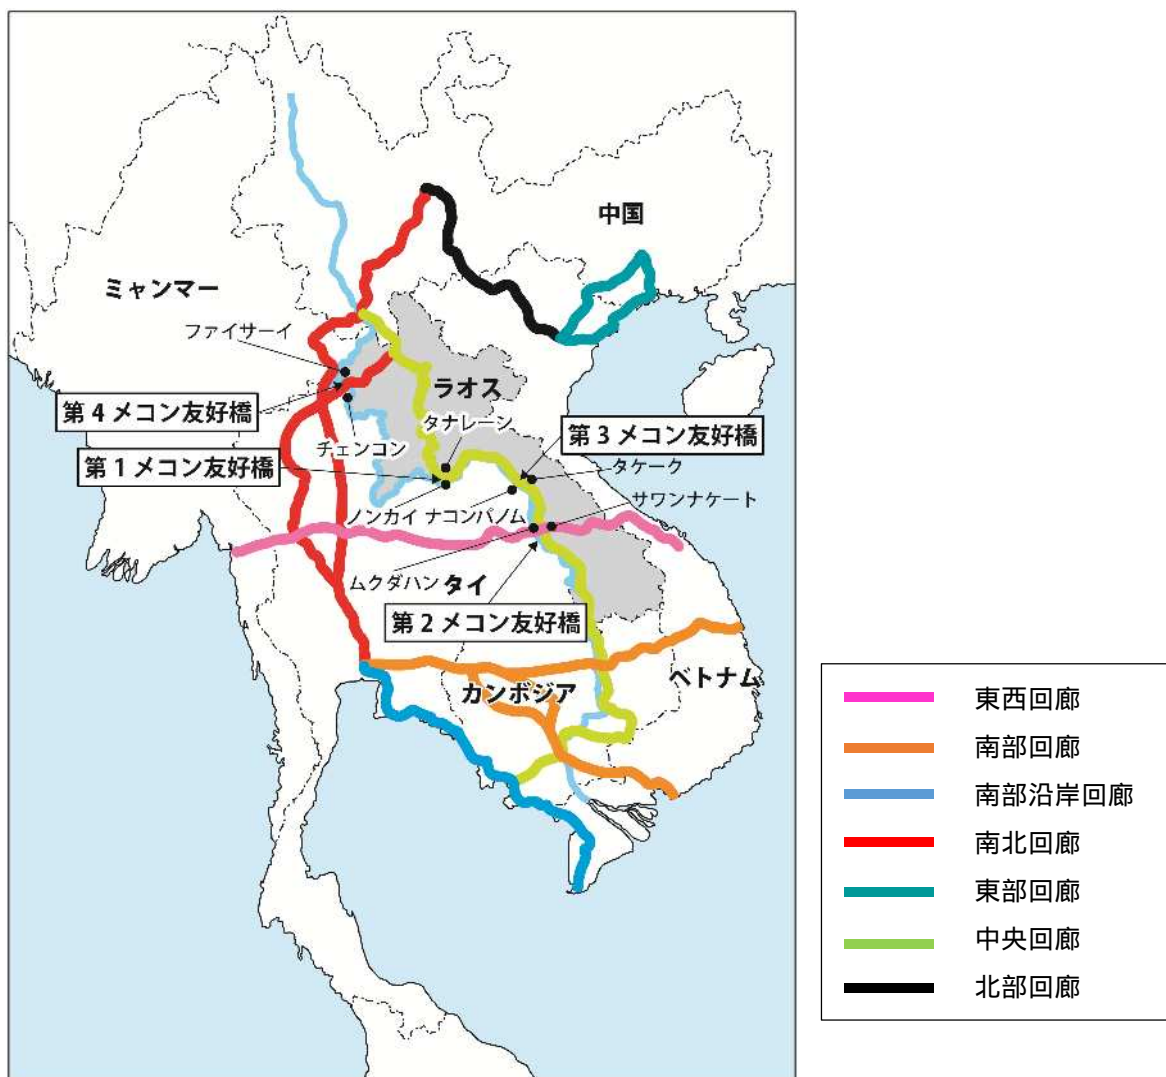 中国
ミャンマー
ファイサーイ
ラオス
第4メコン友好橋
タナレーン
第3メコン友好橋
チェンコン
第1メコン友好橋
タケーク
サワンナケート
ノンカイ
ナコンパノム
ムクダハン
タイ
第2メコン友好橋
ベトナム
カンボジア
東西回廊
南部回廊
南部沿岸回廊
南北回廊
東部回廊
中央回廊
北部回廊